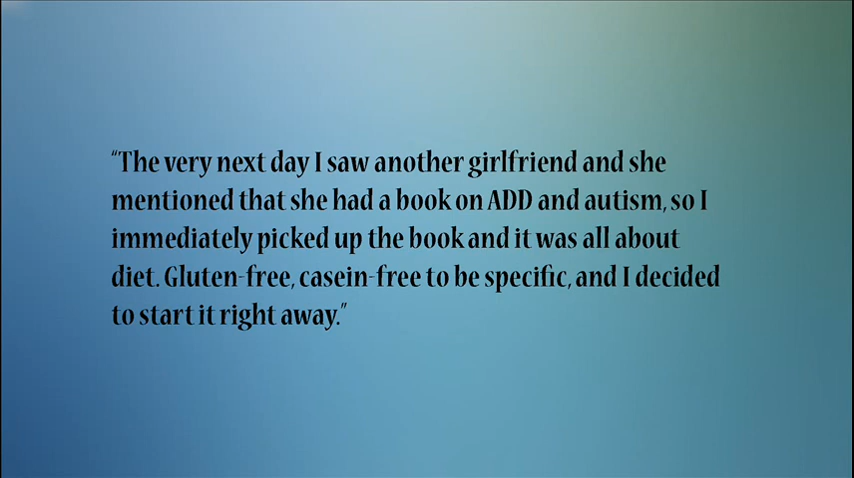 “The very next day I saw another girlfriend and she
mentioned that she had a book on ADD and autism, so I
immediately picked up the book and it was all about
diet. Gluten-free, casein-free to be specific, and I decided
to start it right away.”